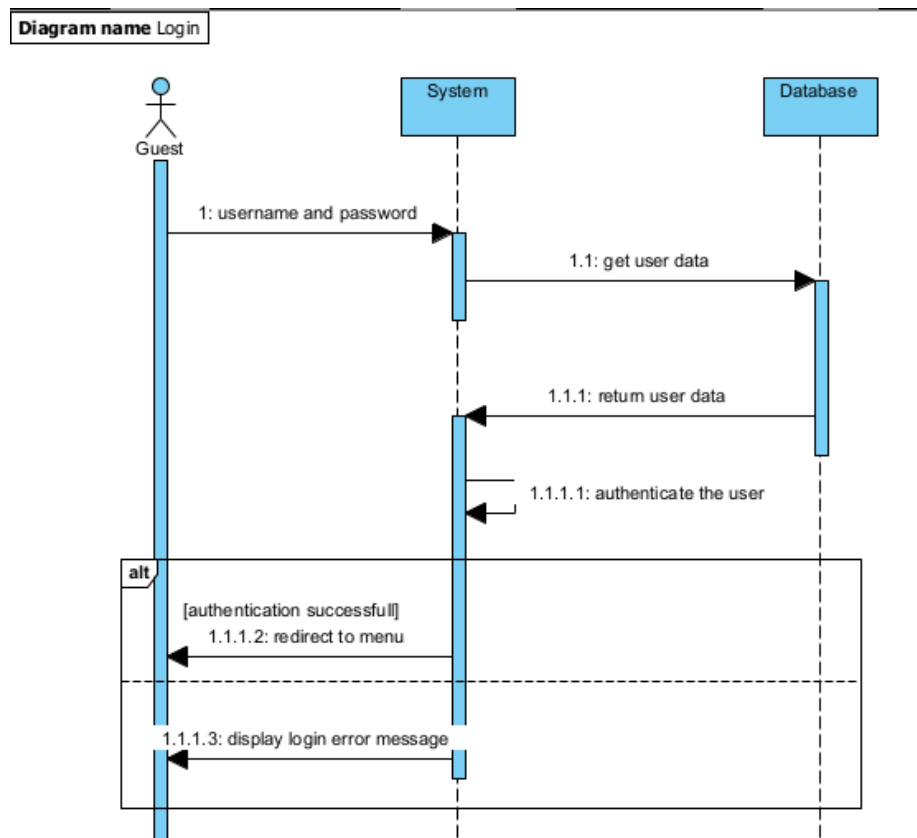 Diagram name Login
System
Database
Guest
1: username and password
1.1: get user data
1.1.1: return user data
1.1.1.1: authenticate the user
alt
[authentication successfull]
1.1.1.2: redirect to menu
1.1.1.3: display login error message